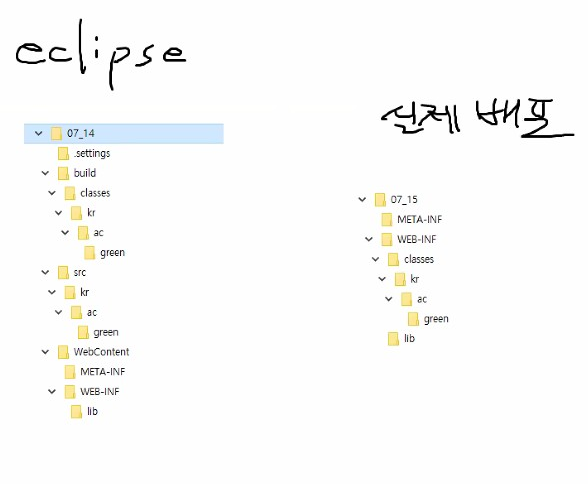 eclipse
07_14
.settings
build
classes
kr
ac
green
src
kr
ac
green
WebContent
META-INF
WEB-INF
lib
실제 배포
07_15
META-INF
WEB-INF
classes
kr
ac
green
lib